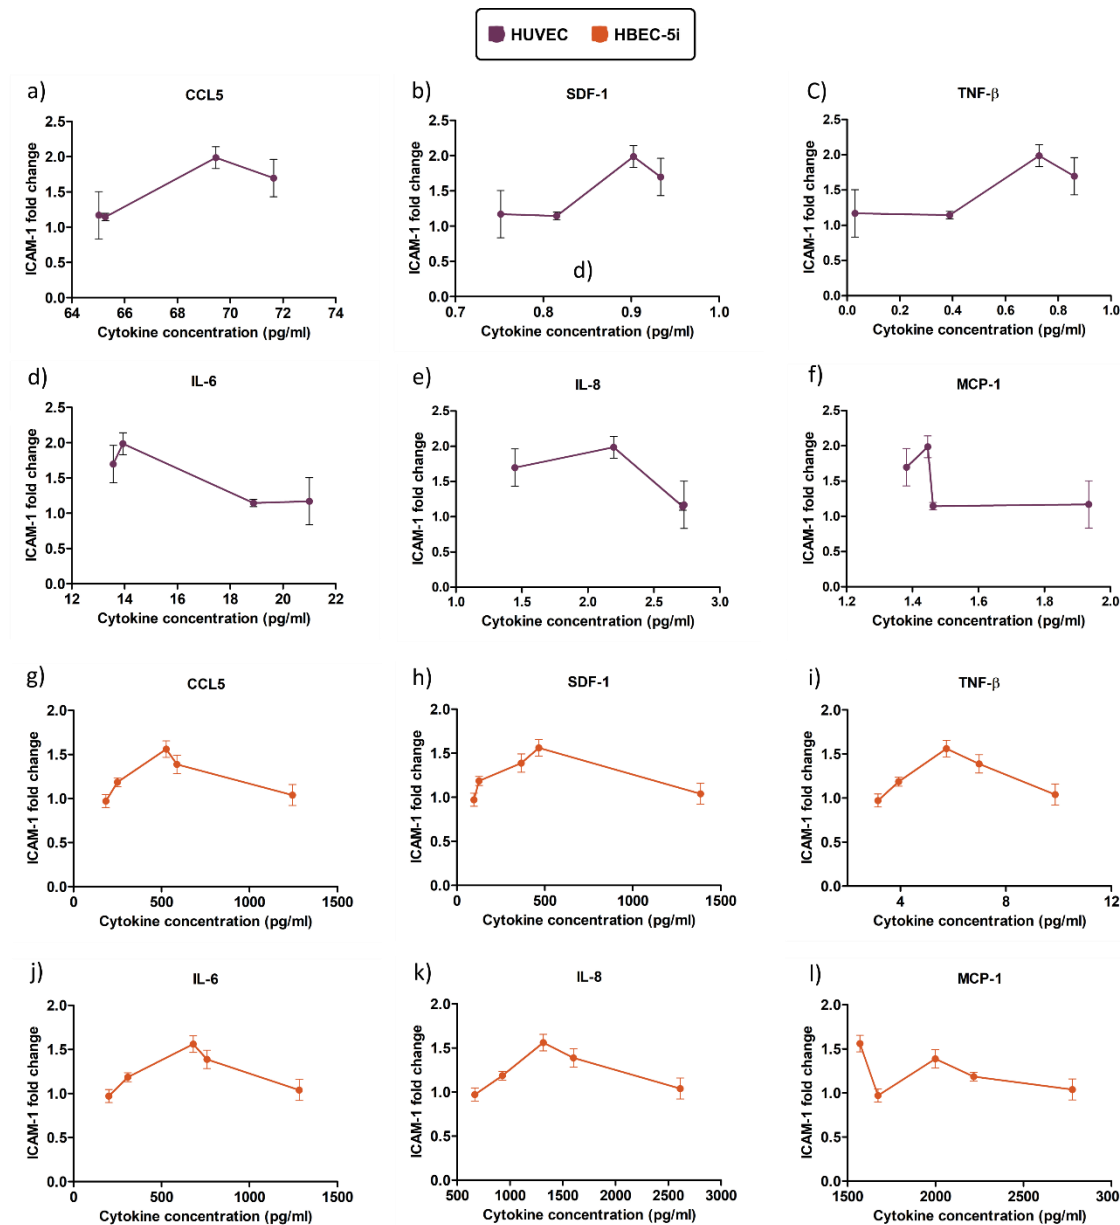 HUVEC HBEC-5i
a) CCL5
2.5
2.0
1.5
1.0
0.5
0.0
ICAM-1 fold change
64 66 68 70 72 74
Cytokine concentration (pg/ml)
b) SDF-1
2.5
2.0
1.5
1.0
0.5
0.0
ICAM-1 fold change
d)
0.7 0.8 0.9 1.0
Cytokine concentration (pg/ml)
C) TNF-β
2.5
2.0
1.5
1.0
0.5
0.0
ICAM-1 fold change
0.0 0.2 0.4 0.6 0.8 1.0
Cytokine concentration (pg/ml)
d) IL-6
2.5
2.0
1.5
1.0
0.5
0.0
ICAM-1 fold change
12 14 16 18 20 22
Cytokine concentration (pg/ml)
e) IL-8
2.5
2.0
1.5
1.0
0.5
0.0
ICAM-1 fold change
1.0 1.5 2.0 2.5 3.0
Cytokine concentration (pg/ml)
f) MCP-1
2.5
2.0
1.5
1.0
0.5
0.0
ICAM-1 fold change
1.2 1.4 1.6 1.8 2.0
Cytokine concentration (pg/ml)
g) CCL5
2.0
1.5
1.0
0.5
0.0
ICAM-1 fold change
0 500 1000 1500
Cytokine concentration (pg/ml)
h) SDF-1
2.0
1.5
1.0
0.5
0.0
ICAM-1 fold change
0 500 1000 1500
Cytokine concentration (pg/ml)
i) TNF-β
2.0
1.5
1.0
0.5
0.0
ICAM-1 fold change
4 8 12
Cytokine concentration (pg/ml)
j) IL-6
2.0
1.5
1.0
0.5
0.0
ICAM-1 fold change
0 500 1000 1500
Cytokine concentration (pg/ml)
k) IL-8
2.0
1.5
1.0
0.5
0.0
ICAM-1 fold change
500 1000 1500 2000 2500 3000
Cytokine concentration (pg/ml)
l) MCP-1
2.0
1.5
1.0
0.5
0.0
ICAM-1 fold change
1500 2000 2500 300
Cytokine concentration (pg/ml)